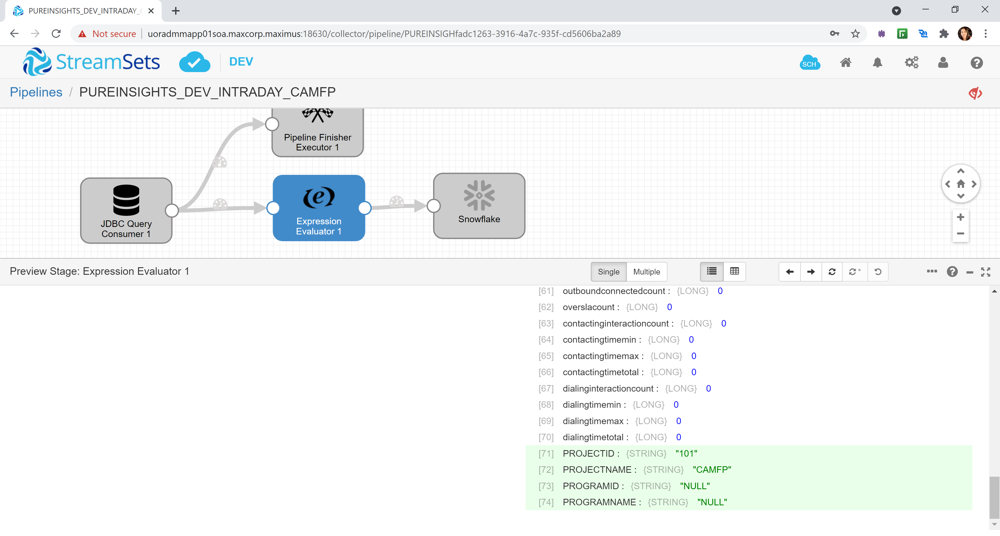 PUREINSIGHTS_DEV_INTRADAY_
Not secure
uoradmmapp01soa.maxcorp.maximus:18630/collector/pipeline/PUREINSIGHfadc1263-3916-4a7c-935f-cd5606ba2a89
StreamSets
DEV
SCH
Pipelines / PUREINSIGHTS_DEV_INTRADAY_CAMFP
Pipeline Finisher
Executor 1
JDBC Query
Consumer 1
Expression
Evaluator 1
Snowflake
Preview Stage: Expression Evaluator 1
Single
Multiple
[61] outboundconnectedcount : {LONG} 0
[62] overslacount : {LONG} 0
[63] contactinginteractioncount : {LONG} 0
[64] contactingtimemin : {LONG} 0
[65] contactingtimemax : {LONG} 0
[66] contactingtimetotal : {LONG} 0
[67] dialinginteractioncount : {LONG} 0
[68] dialingtimemin : {LONG} 0
[69] dialingtimemax : {LONG} 0
[70] dialingtimetotal : {LONG} 0
[71] PROJECTID : {STRING} "101"
[72] PROJECTNAME : {STRING} "CAMFP"
[73] PROGRAMID : {STRING} "NULL"
[74] PROGRAMNAME : {STRING} "NULL"